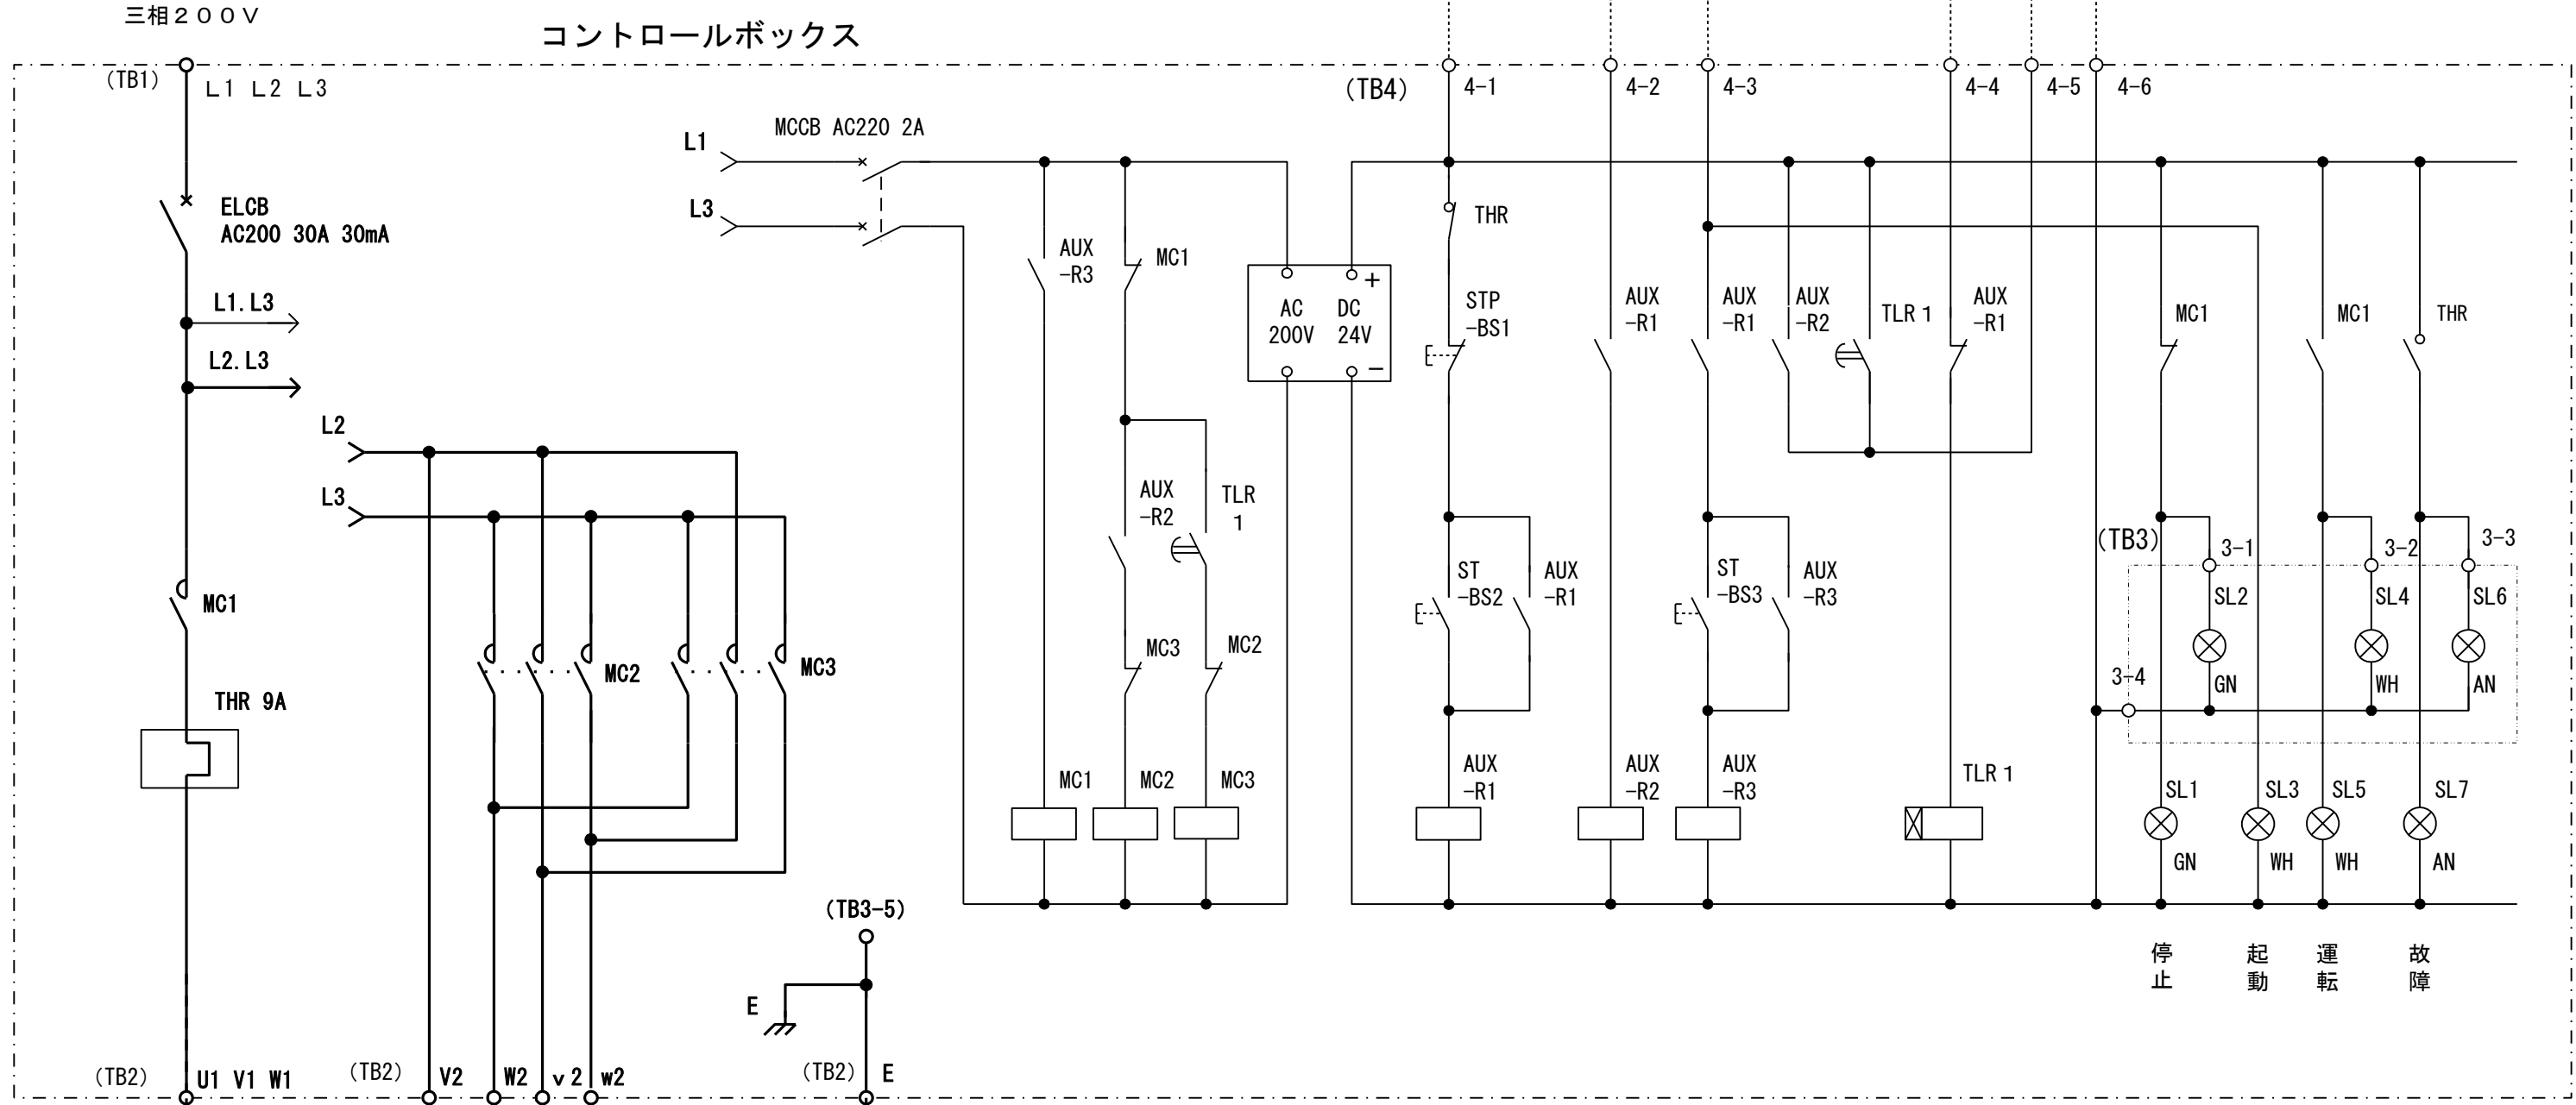 三相２００Ｖ
コントロールボックス
(TB1)
L1 L2 L3
(TB4)
4-1
4-2
4-3
4-4
4-5
4-6
MCCB AC220 2A
L1
L3
ELCB
AC200 30A 30mA
L1.L3
L2.L3
AUX
-R3
MC1
AC
200V
DC
24V
+
−
THR
STP
-BS1
AUX
-R1
AUX
-R1
AUX
-R2
TLR 1
AUX
-R1
MC1
MC1
THR
L2
L3
AUX
-R2
TLR
1
MC3
MC2
ST
-BS2
AUX
-R1
ST
-BS3
AUX
-R3
(TB3)
3-1
3-2
3-3
3-4
SL2
SL4
SL6
GN
WH
AN
MC1
MC2
MC3
THR 9A
MC1
MC2
MC3
AUX
-R1
AUX
-R2
AUX
-R3
TLR 1
SL1
SL3
SL5
SL7
GN
WH
WH
AN
(TB3-5)
E
停止
起動
運転
故障
(TB2)
U1 V1 W1
(TB2)
V2
W2
v2
w2
(TB2)
E